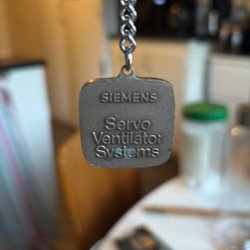 SIEMENS
Servo
Ventilator
Systems